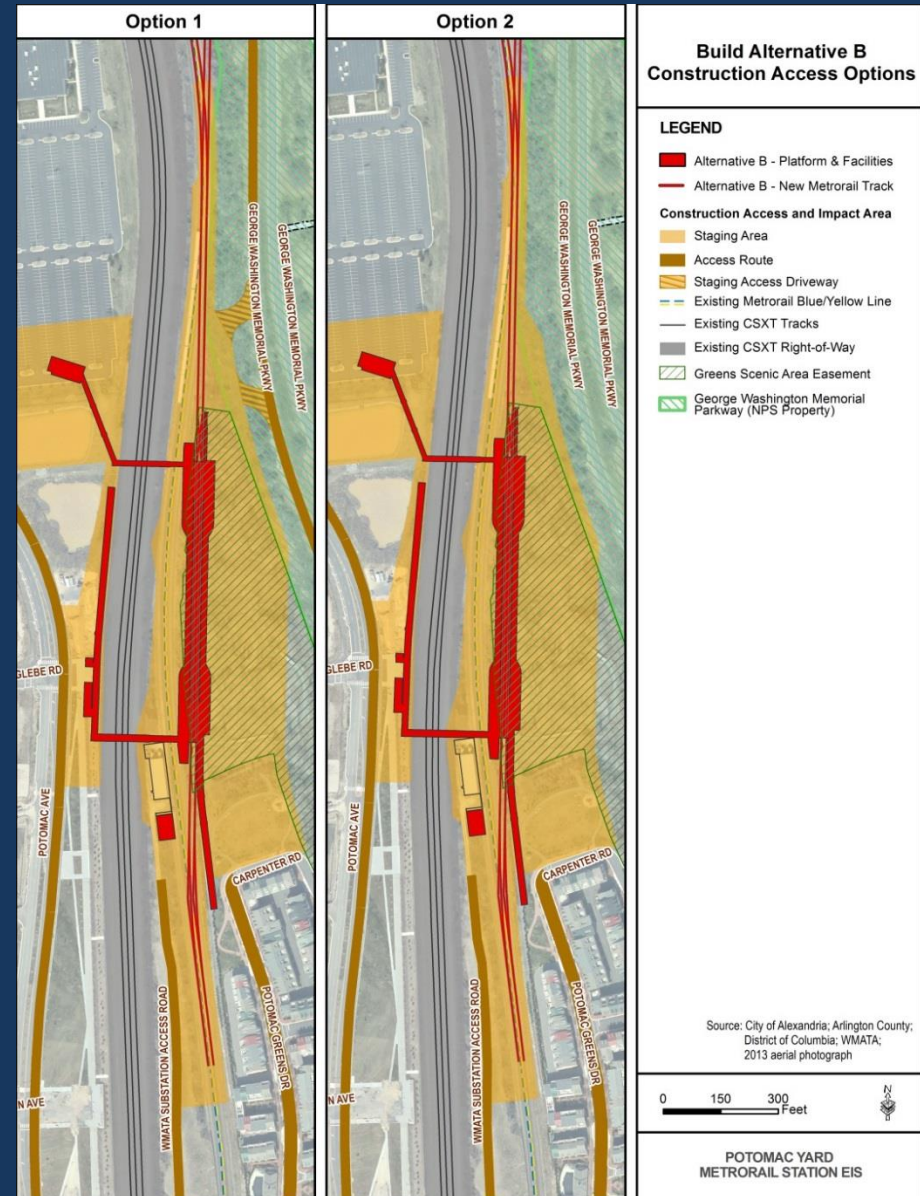 Option 1
GEORGE WASHINGTON MEMORIAL PKWY
GEORGE WASHINGTON MEMORIAL PKWY
GLEBE RD
POTOMAC AVE
CARPENTER RD
WMATA SUBSTATION ACCESS ROAD
POTOMAC GREENS DR
N AVE
Option 2
GEORGE WASHINGTON MEMORIAL PKWY
GEORGE WASHINGTON MEMORIAL PKWY
GLEBE RD
POTOMAC AVE
CARPENTER RD
WMATA SUBSTATION ACCESS ROAD
POTOMAC GREENS DR
N AVE
Build Alternative B
Construction Access Options
LEGEND
Alternative B - Platform & Facilities
Alternative B - New Metrorail Track
Construction Access and Impact Area
Staging Area
Access Route
Staging Access Driveway
Existing Metrorail Blue/Yellow Line
Existing CSXT Tracks
Existing CSXT Right-of-Way
Greens Scenic Area Easement
George Washington Memorial
Parkway (NPS Property)
Source: City of Alexandria; Arlington County;
District of Columbia; WMATA;
2013 aerial photograph
0 150 300
Feet
N
POTOMAC YARD
METRORAIL STATION EIS